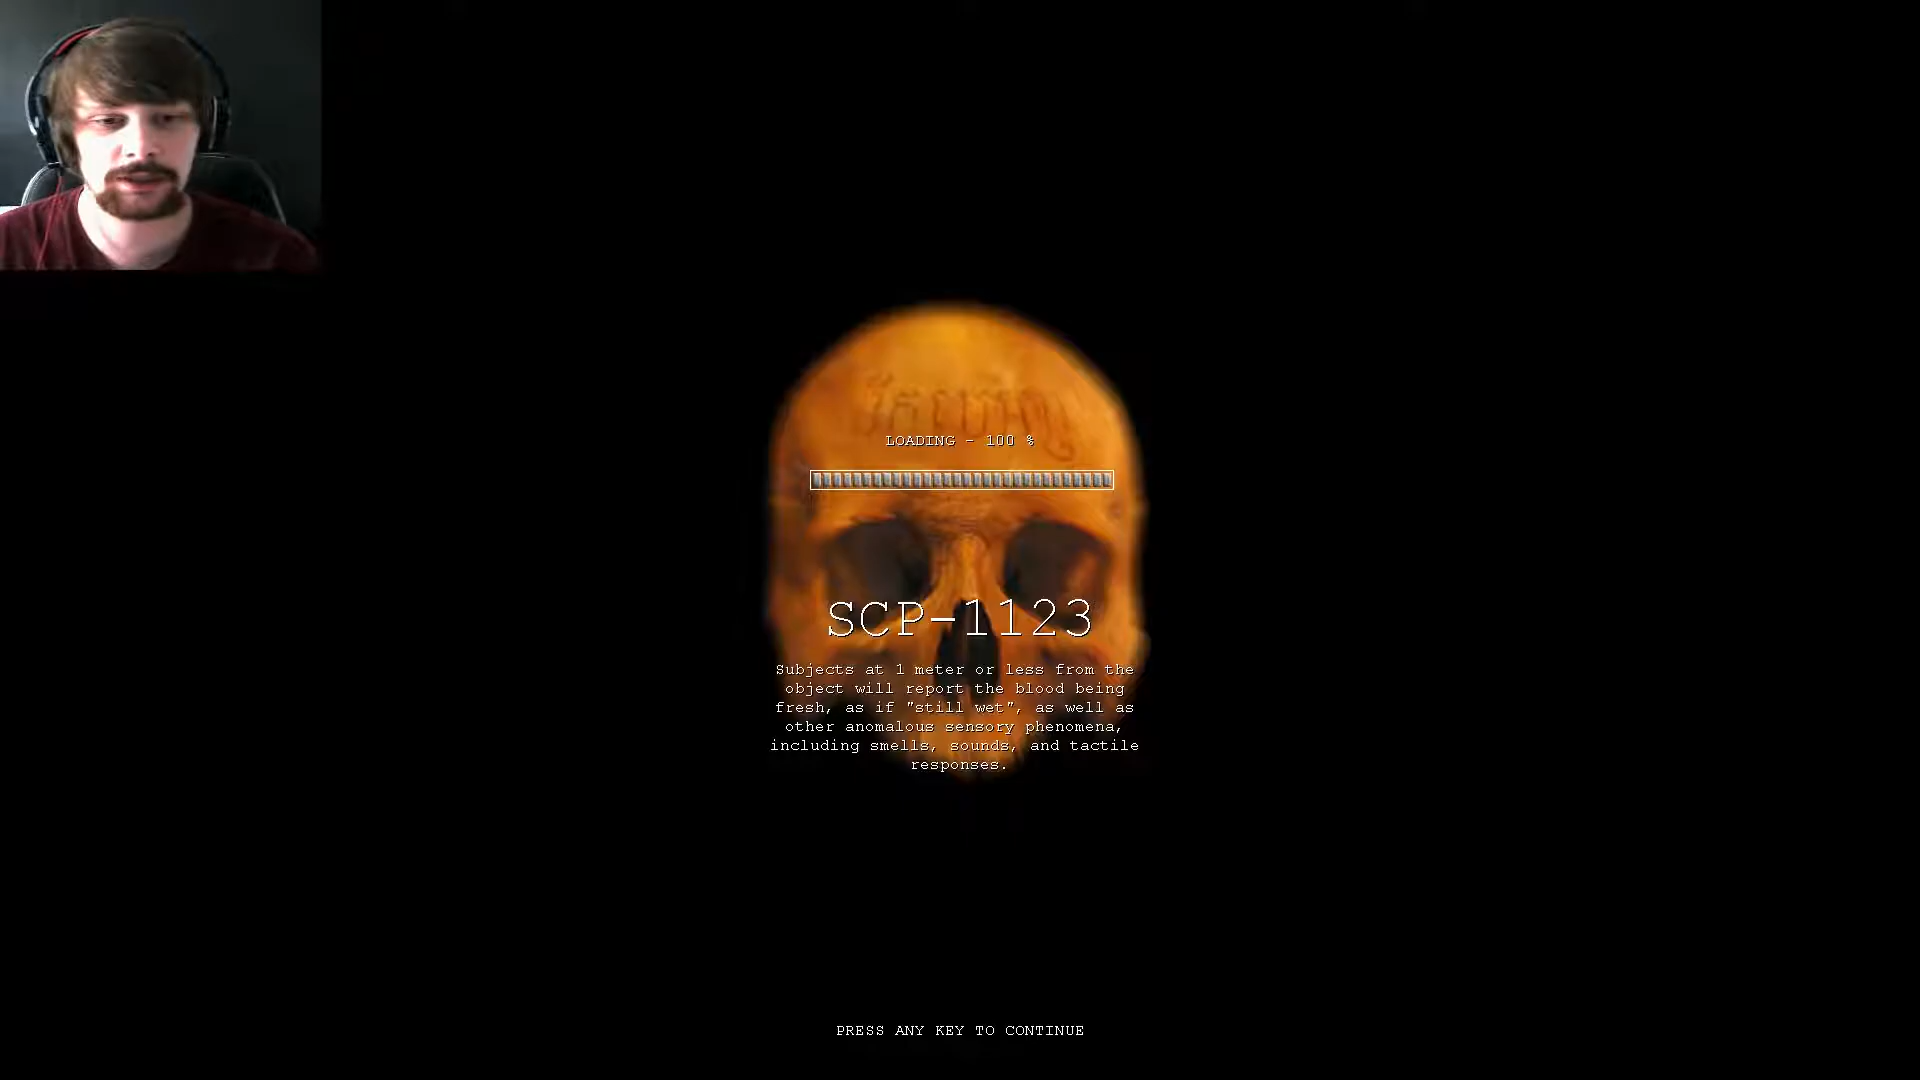 LOADING - 100 %
SCP-1123
Subjects at 1 meter or less from the
object will report the blood being
fresh, as if "still wet", as well as
other anomalous sensory phenomena,
including smells, sounds, and tactile
responses.
PRESS ANY KEY TO CONTINUE